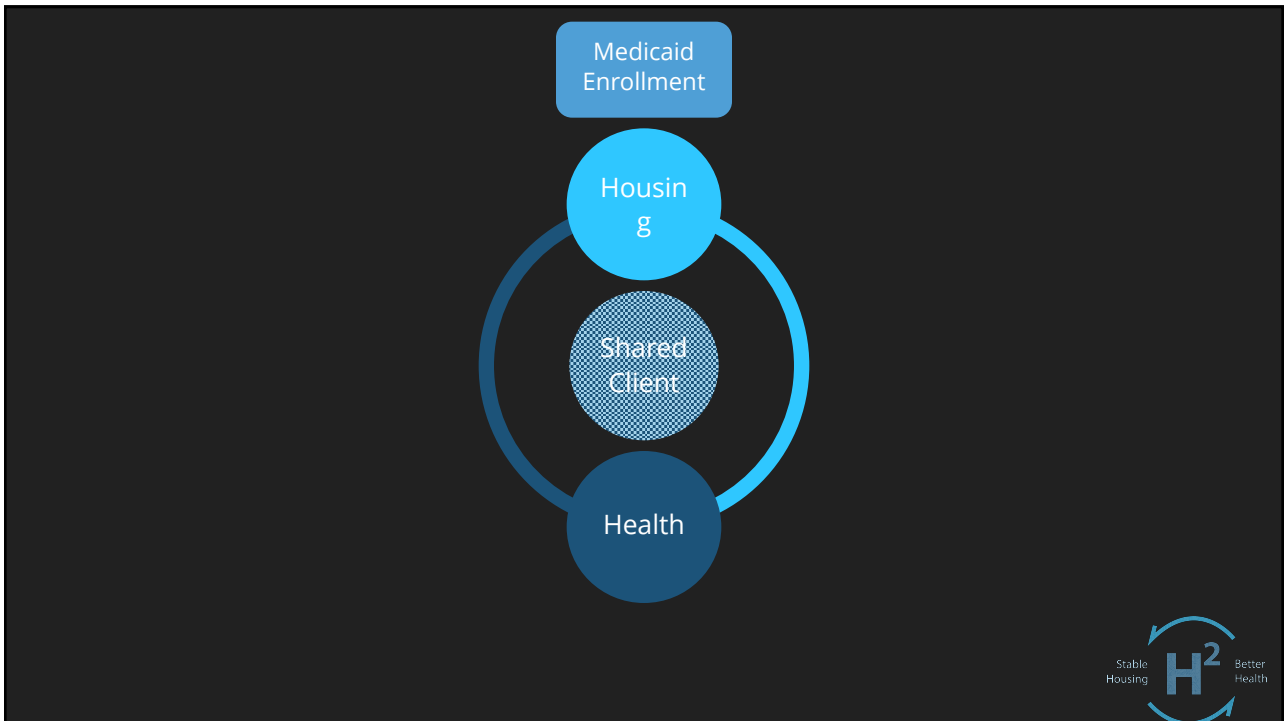 Medicaid
Enrollment
Housin
g
Shared
Client
Health
Stable
Housing
H²
Better
Health